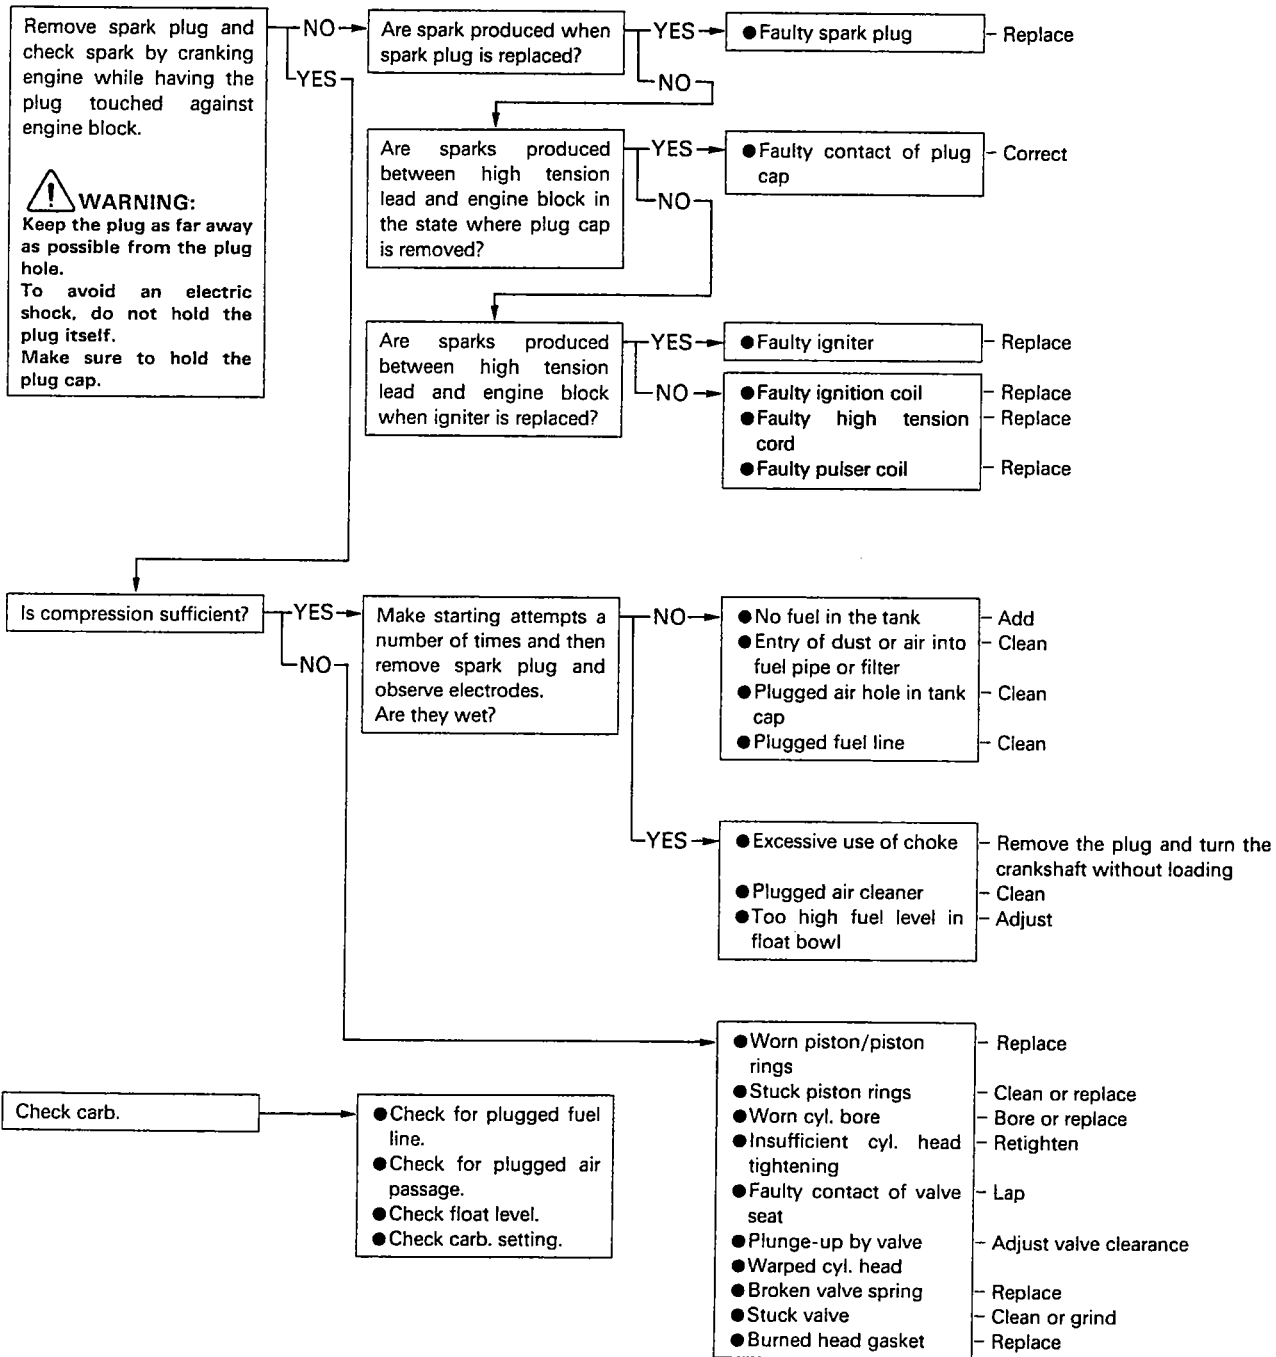 Remove spark plug and
check spark by cranking
engine while having the
plug touched against
engine block.
WARNING:
Keep the plug as far away
as possible from the plug
hole.
To avoid an electric
shock, do not hold the
plug itself.
Make sure to hold the
plug cap.
NO
YES
Are spark produced when
spark plug is replaced?
YES
NO
● Faulty spark plug
– Replace
Are sparks produced
between high tension
lead and engine block in
the state where plug cap
is removed?
YES
NO
● Faulty contact of plug
cap
– Correct
Are sparks produced
between high tension
lead and engine block
when igniter is replaced?
YES
● Faulty igniter
– Replace
NO
● Faulty ignition coil
– Replace
● Faulty high tension
cord
– Replace
● Faulty pulser coil
– Replace
Is compression sufficient?
YES
NO
Make starting attempts a
number of times and then
remove spark plug and
observe electrodes.
Are they wet?
NO
● No fuel in the tank
– Add
● Entry of dust or air into
fuel pipe or filter
– Clean
● Plugged air hole in tank
cap
– Clean
● Plugged fuel line
– Clean
YES
● Excessive use of choke
– Remove the plug and turn the
crankshaft without loading
● Plugged air cleaner
– Clean
● Too high fuel level in
float bowl
– Adjust
● Worn piston/piston
rings
– Replace
● Stuck piston rings
– Clean or replace
● Worn cyl. bore
– Bore or replace
● Insufficient cyl. head
tightening
– Retighten
● Faulty contact of valve
seat
– Lap
● Plunge-up by valve
– Adjust valve clearance
● Warped cyl. head
● Broken valve spring
– Replace
● Stuck valve
– Clean or grind
● Burned head gasket
– Replace
Check carb.
● Check for plugged fuel
line.
● Check for plugged air
passage.
● Check float level.
● Check carb. setting.